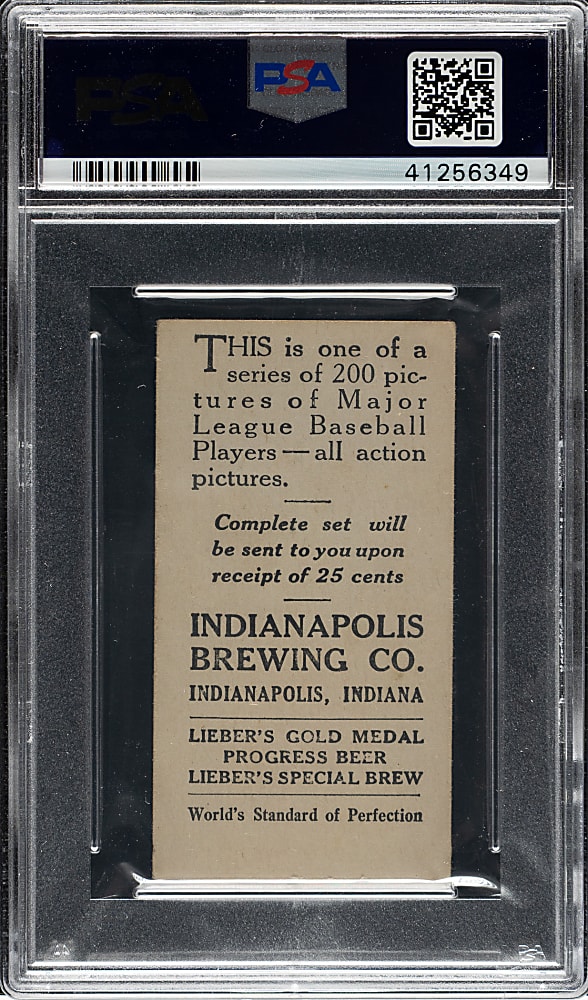 PSA
PSA
41256349
THIS is one of a
series of 200 pic-
tures of Major
League Baseball
Players — all action
pictures.
Complete set will
be sent to you upon
receipt of 25 cents
INDIANAPOLIS
BREWING CO.
INDIANAPOLIS, INDIANA
LIEBER'S GOLD MEDAL
PROGRESS BEER
LIEBER'S SPECIAL BREW
World's Standard of Perfection
PSA